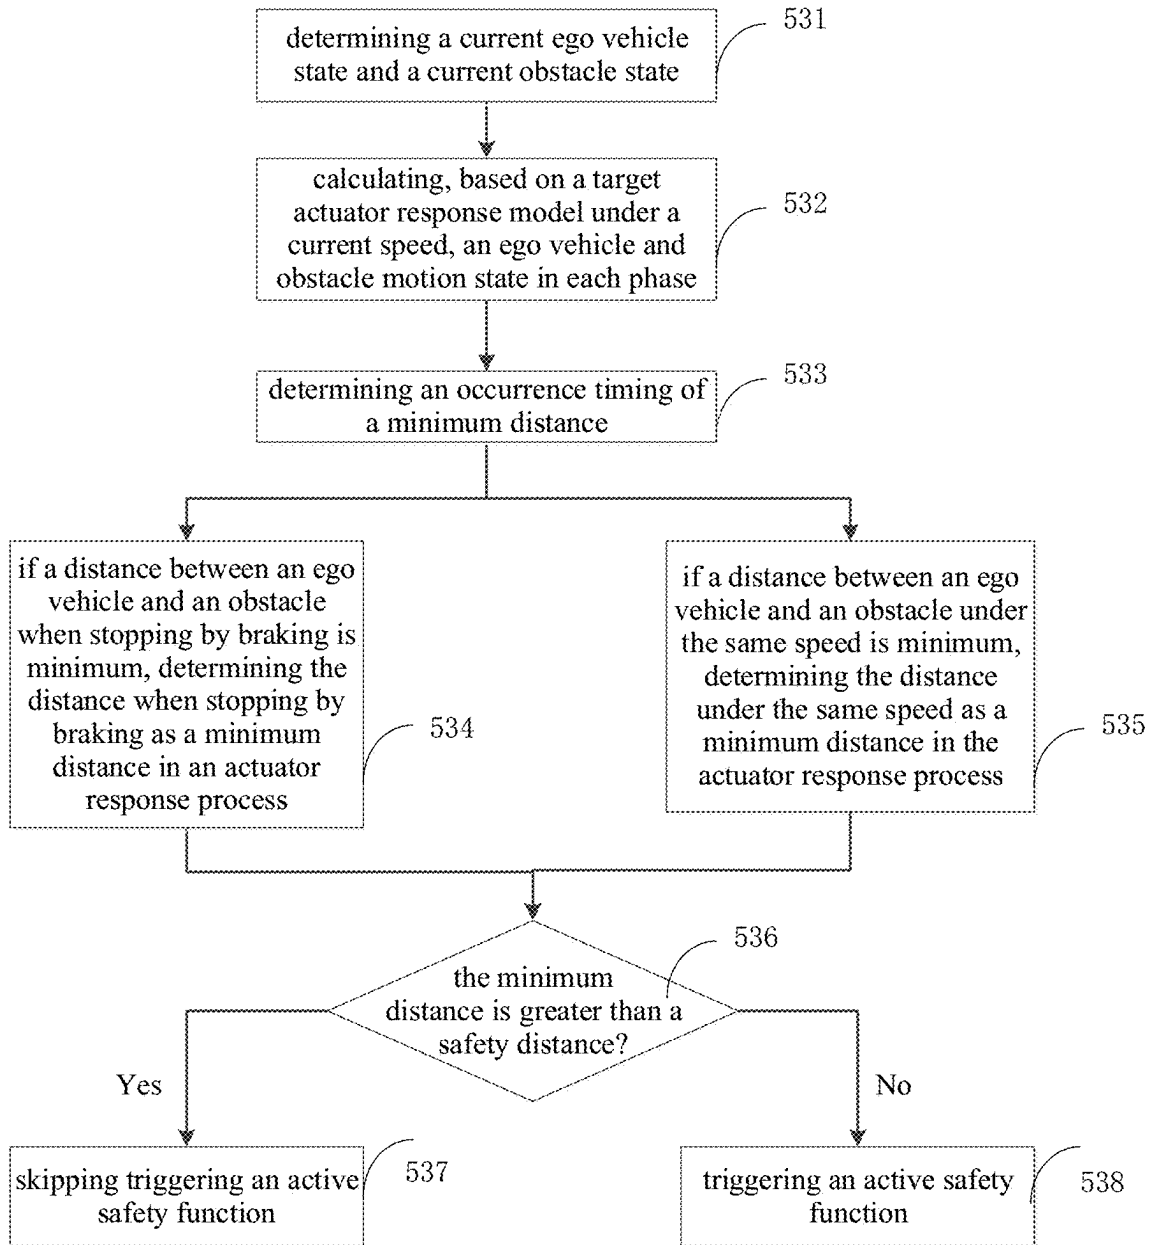 determining a current ego vehicle
state and a current obstacle state
531
calculating, based on a target
actuator response model under a
current speed, an ego vehicle and
obstacle motion state in each phase
532
determining an occurrence timing of
a minimum distance
533
if a distance between an ego
vehicle and an obstacle
when stopping by braking is
minimum, determining the
distance when stopping by
braking as a minimum
distance in an actuator
response process
534
if a distance between an ego
vehicle and an obstacle under
the same speed is minimum,
determining the distance
under the same speed as a
minimum distance in the
actuator response process
535
the minimum
distance is greater than a
safety distance?
536
Yes
No
skipping triggering an active
safety function
537
triggering an active safety
function
538